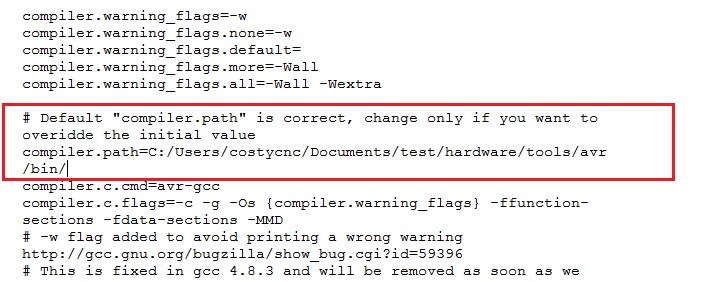 compiler.warning_flags=-w
compiler.warning_flags.none=-w
compiler.warning_flags.default=
compiler.warning_flags.more=-Wall
compiler.warning_flags.all=-Wall -Wextra
# Default "compiler.path" is correct, change only if you want to
overidde the initial value
compiler.path=C:/Users/costycnc/Documents/test/hardware/tools/avr
/bin/
compiler.c.cmd=avr-gcc
compiler.c.flags=-c -g -Os {compiler.warning_flags} -ffunction-
sections -fdata-sections -MMD
# -w flag added to avoid printing a wrong warning
http://gcc.gnu.org/bugzilla/show_bug.cgi?id=59396
# This is fixed in gcc 4.8.3 and will be removed as soon as we